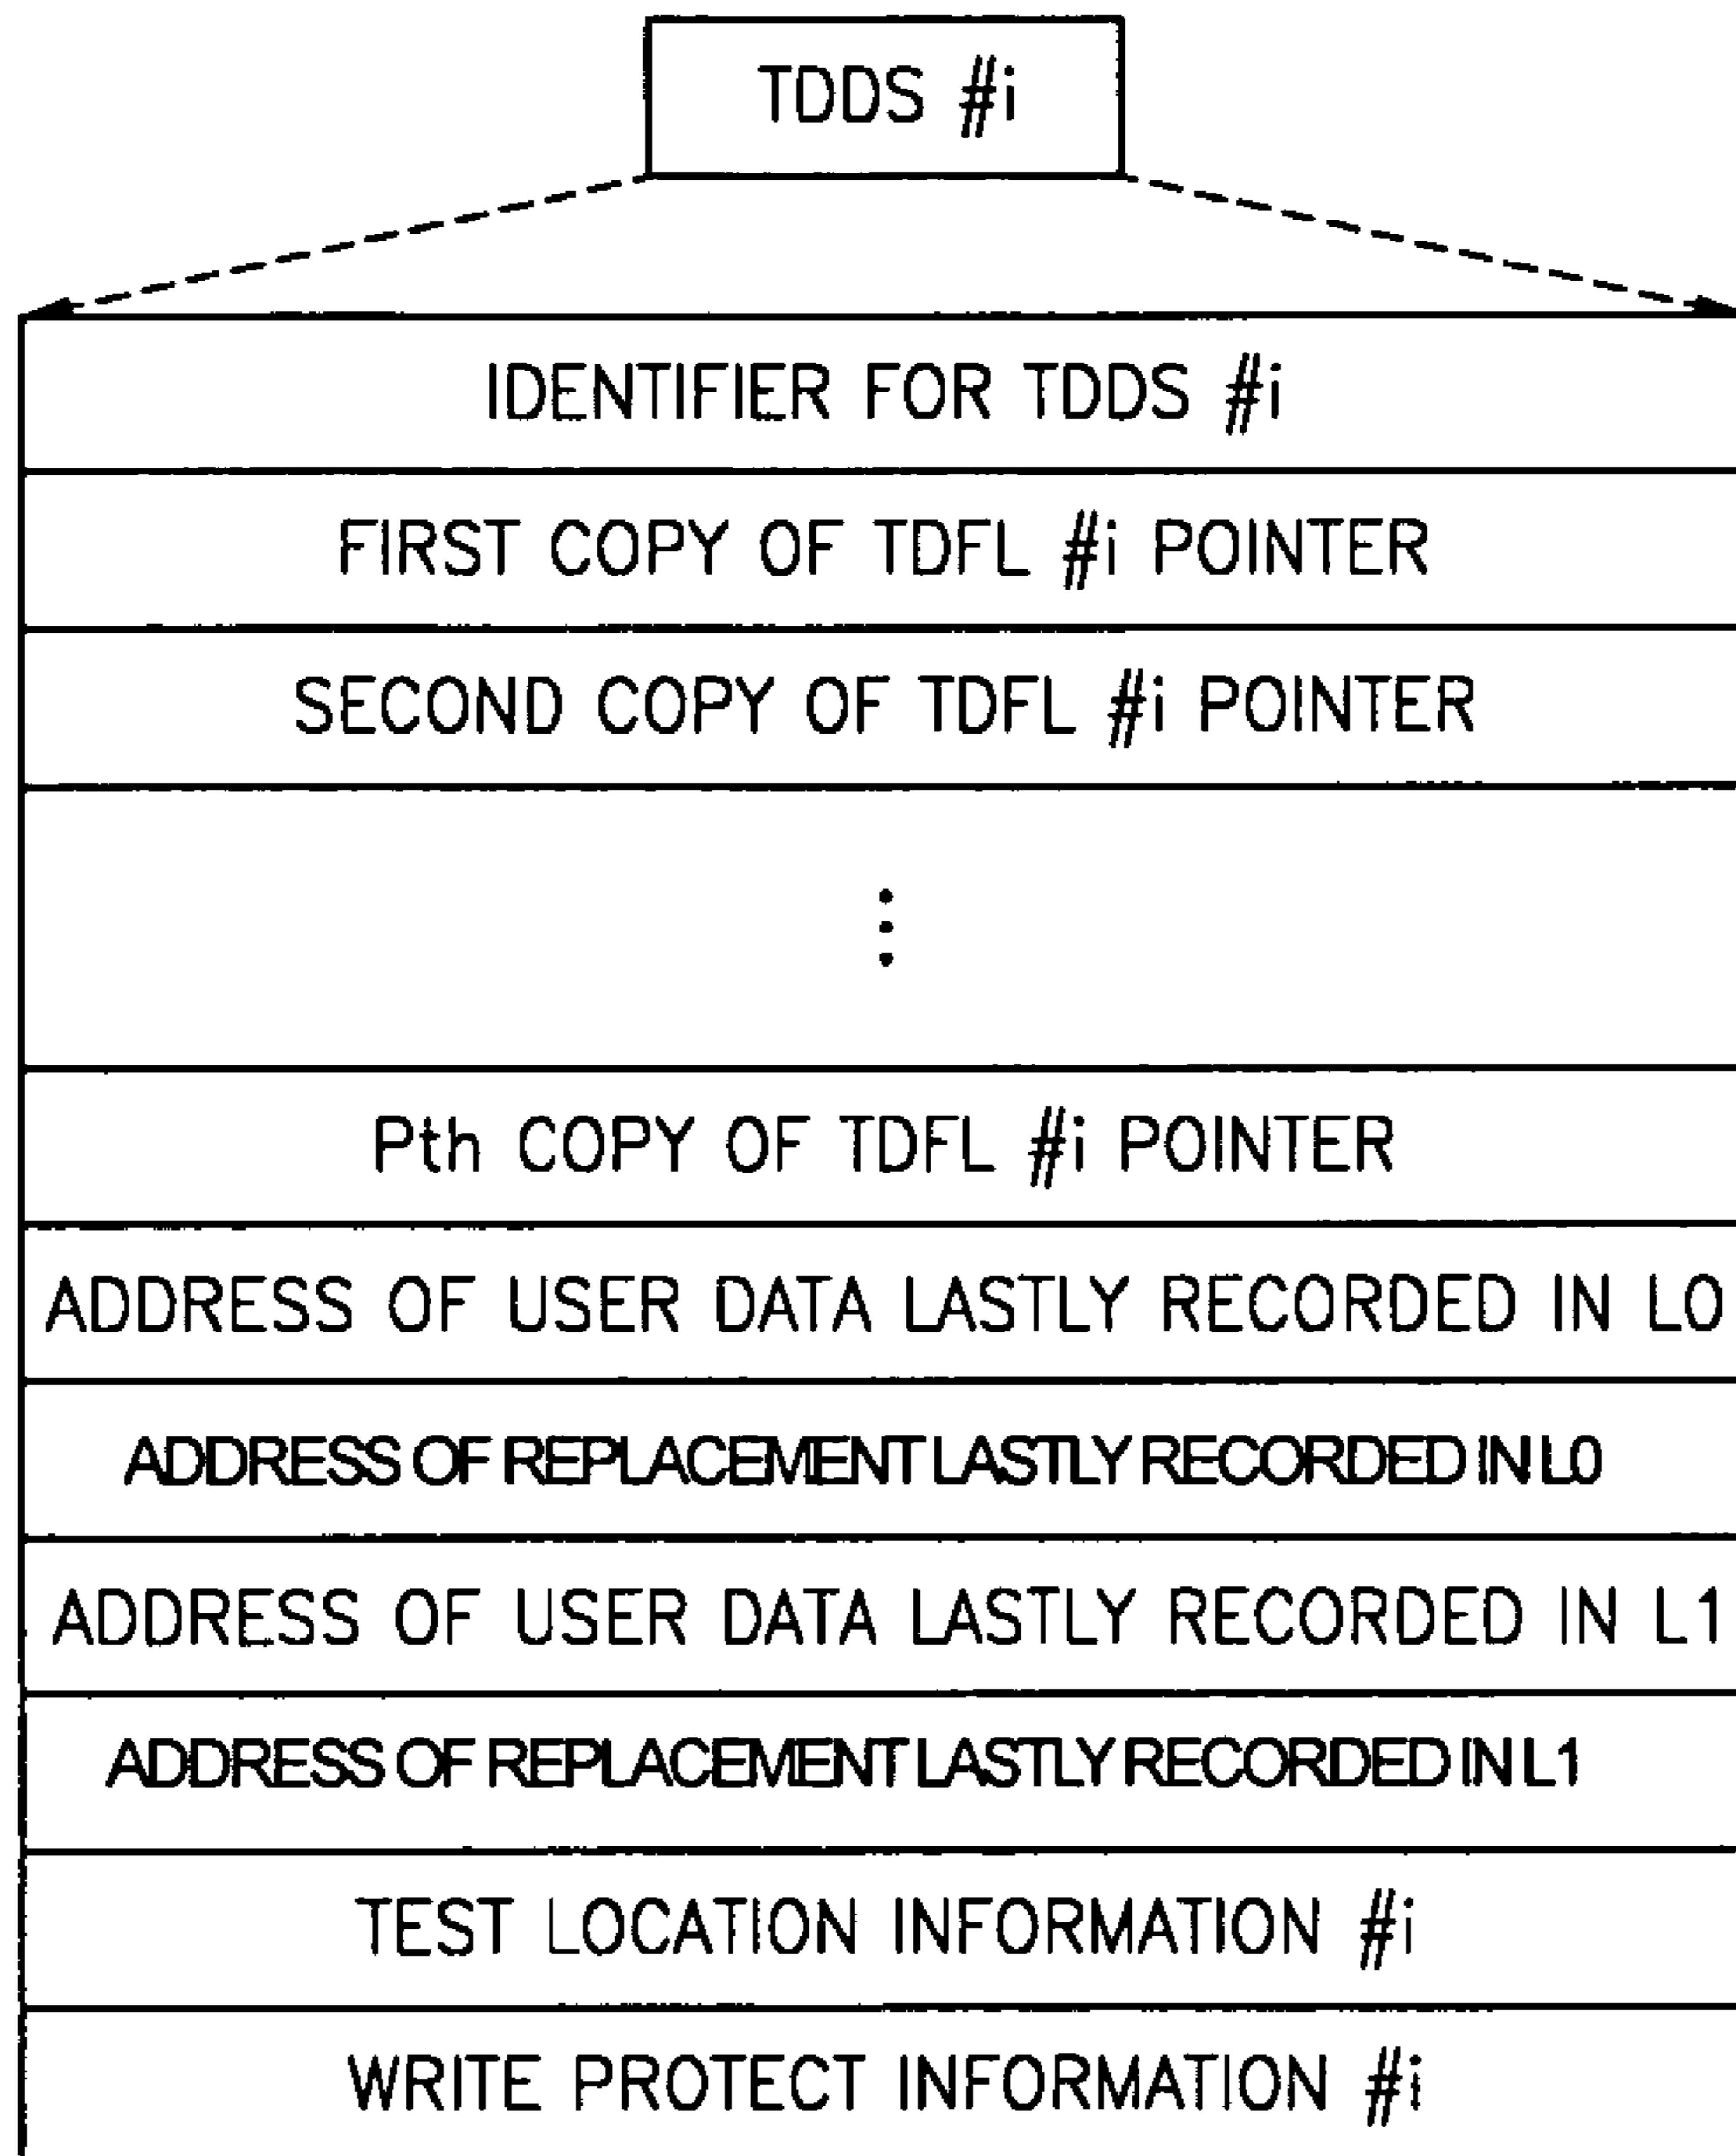 TDDS #i
IDENTIFIER FOR TDDS #i
FIRST COPY OF TDFL #i POINTER
SECOND COPY OF TDFL #i POINTER
⋮
Pth COPY OF TDFL #i POINTER
ADDRESS OF USER DATA LASTLY RECORDED IN L0
ADDRESS OF REPLACEMENT LASTLY RECORDED IN L0
ADDRESS OF USER DATA LASTLY RECORDED IN L1
ADDRESS OF REPLACEMENT LASTLY RECORDED IN L1
TEST LOCATION INFORMATION #i
WRITE PROTECT INFORMATION #i